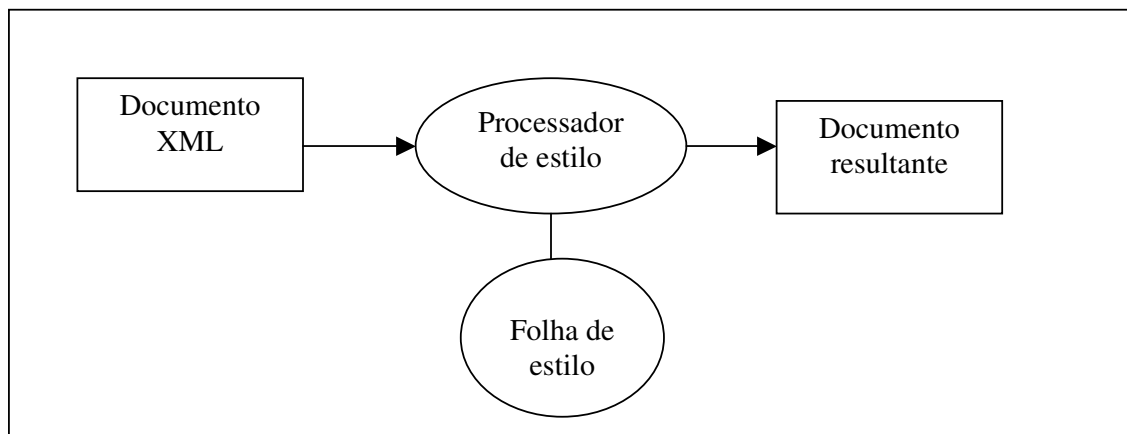 Documento
XML
Processador
de estilo
Documento
resultante
Folha de
estilo